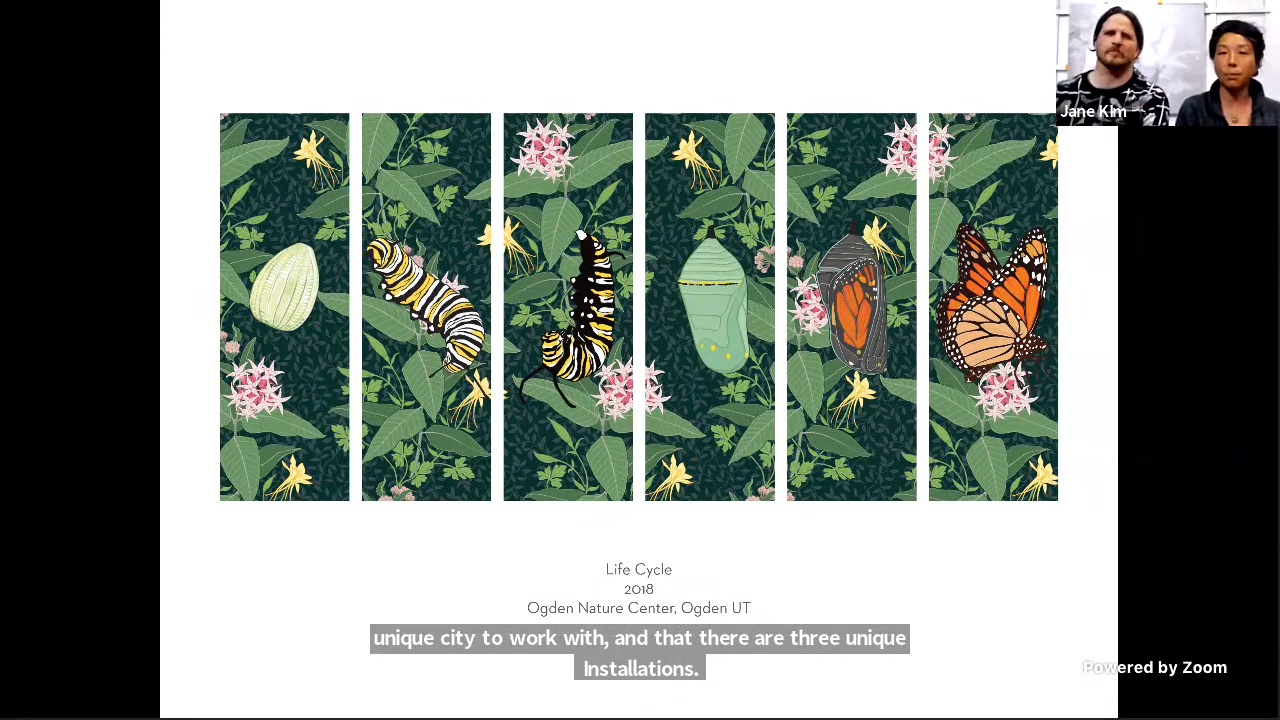 Jane KIm
Life Cycle
2018
Ogden Nature Center, Ogden UT
unique city to work with, and that there are three unique
Installations.
Powered by Zoom